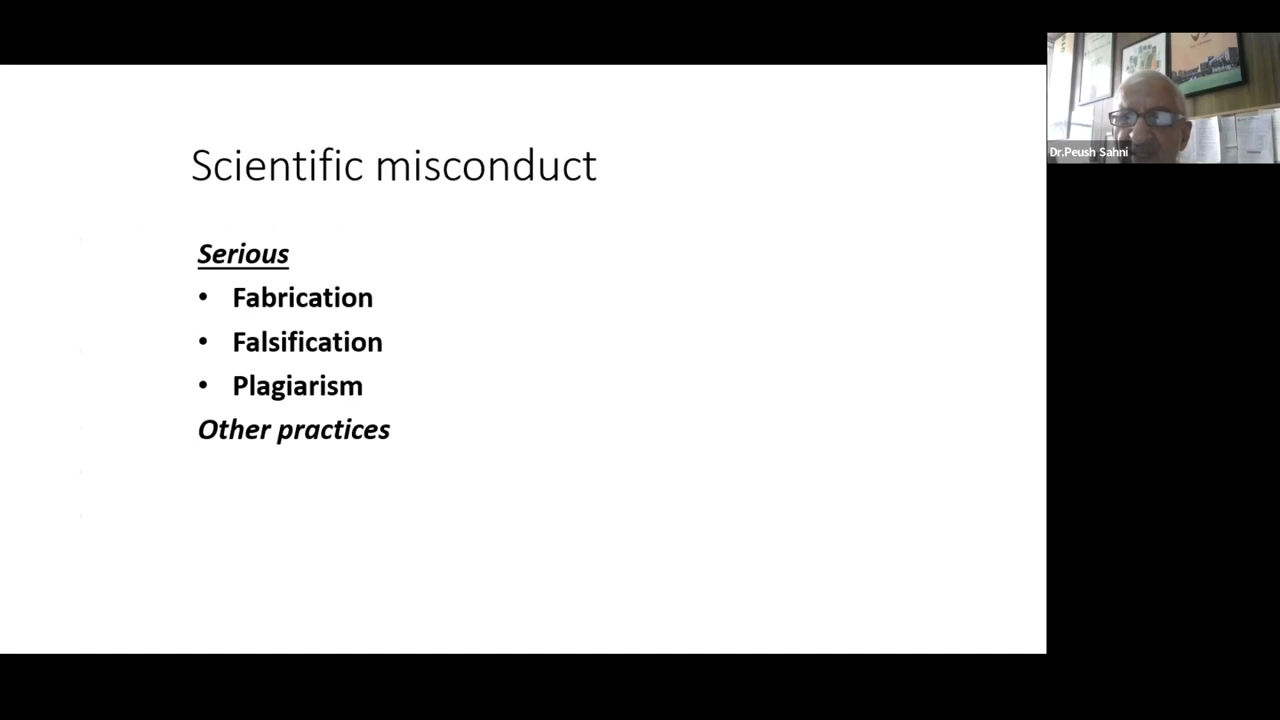 Scientific misconduct
Serious
• Fabrication
• Falsification
• Plagiarism
Other practices
Dr.Peush Sahni